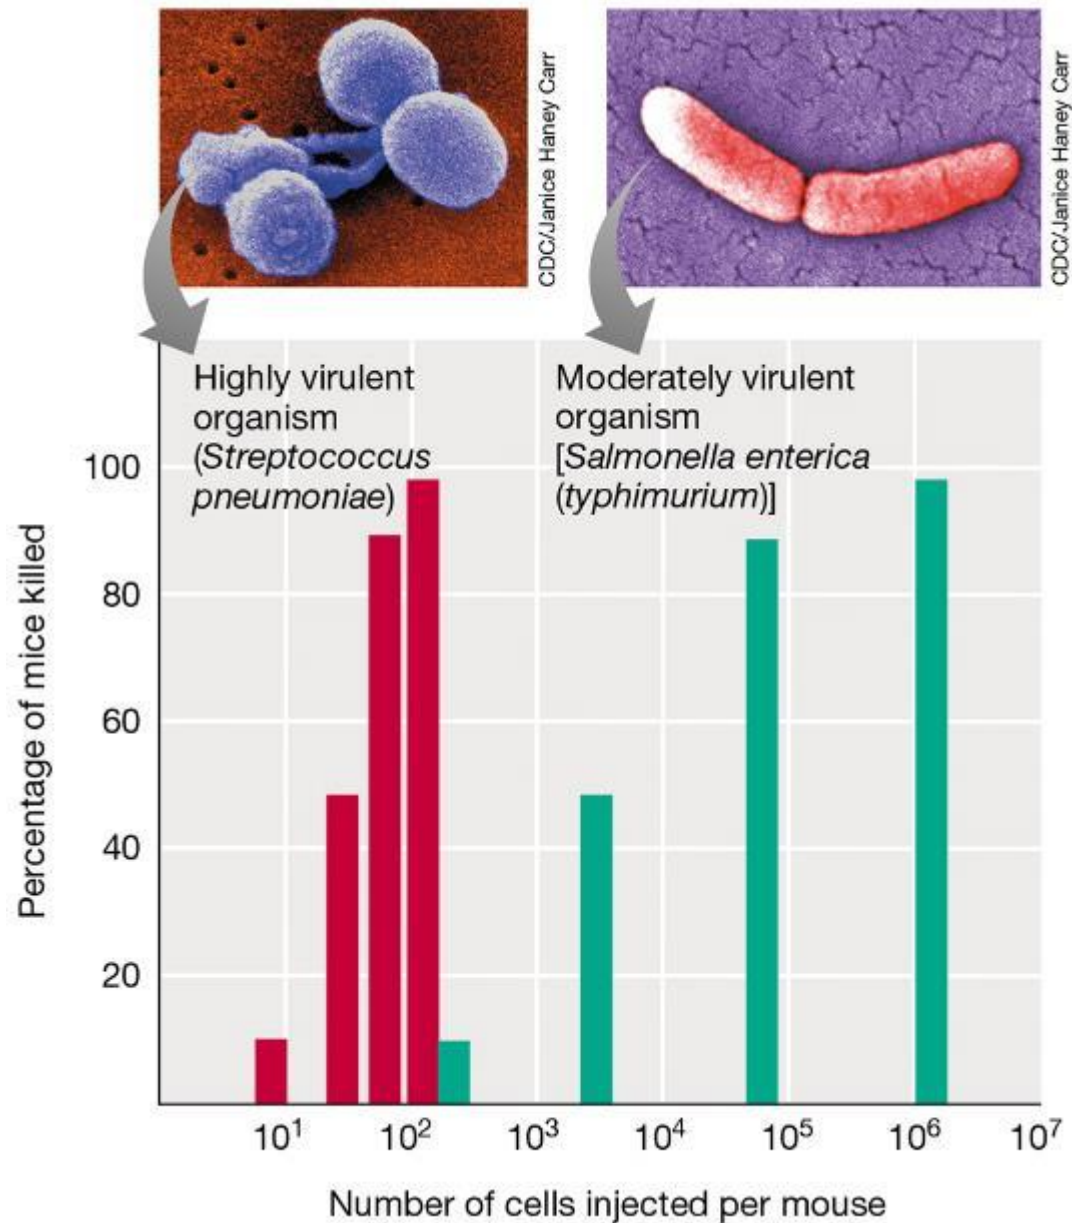 CDC/Janice Haney Carr
CDC/Janice Haney Carr
Highly virulent
organism
(Streptococcus
pneumoniae)
Moderately virulent
organism
[Salmonella enterica
(typhimurium)]
Percentage of mice killed
100
80
60
40
20
10¹
10²
10³
10⁴
10⁵
10⁶
10⁷
Number of cells injected per mouse